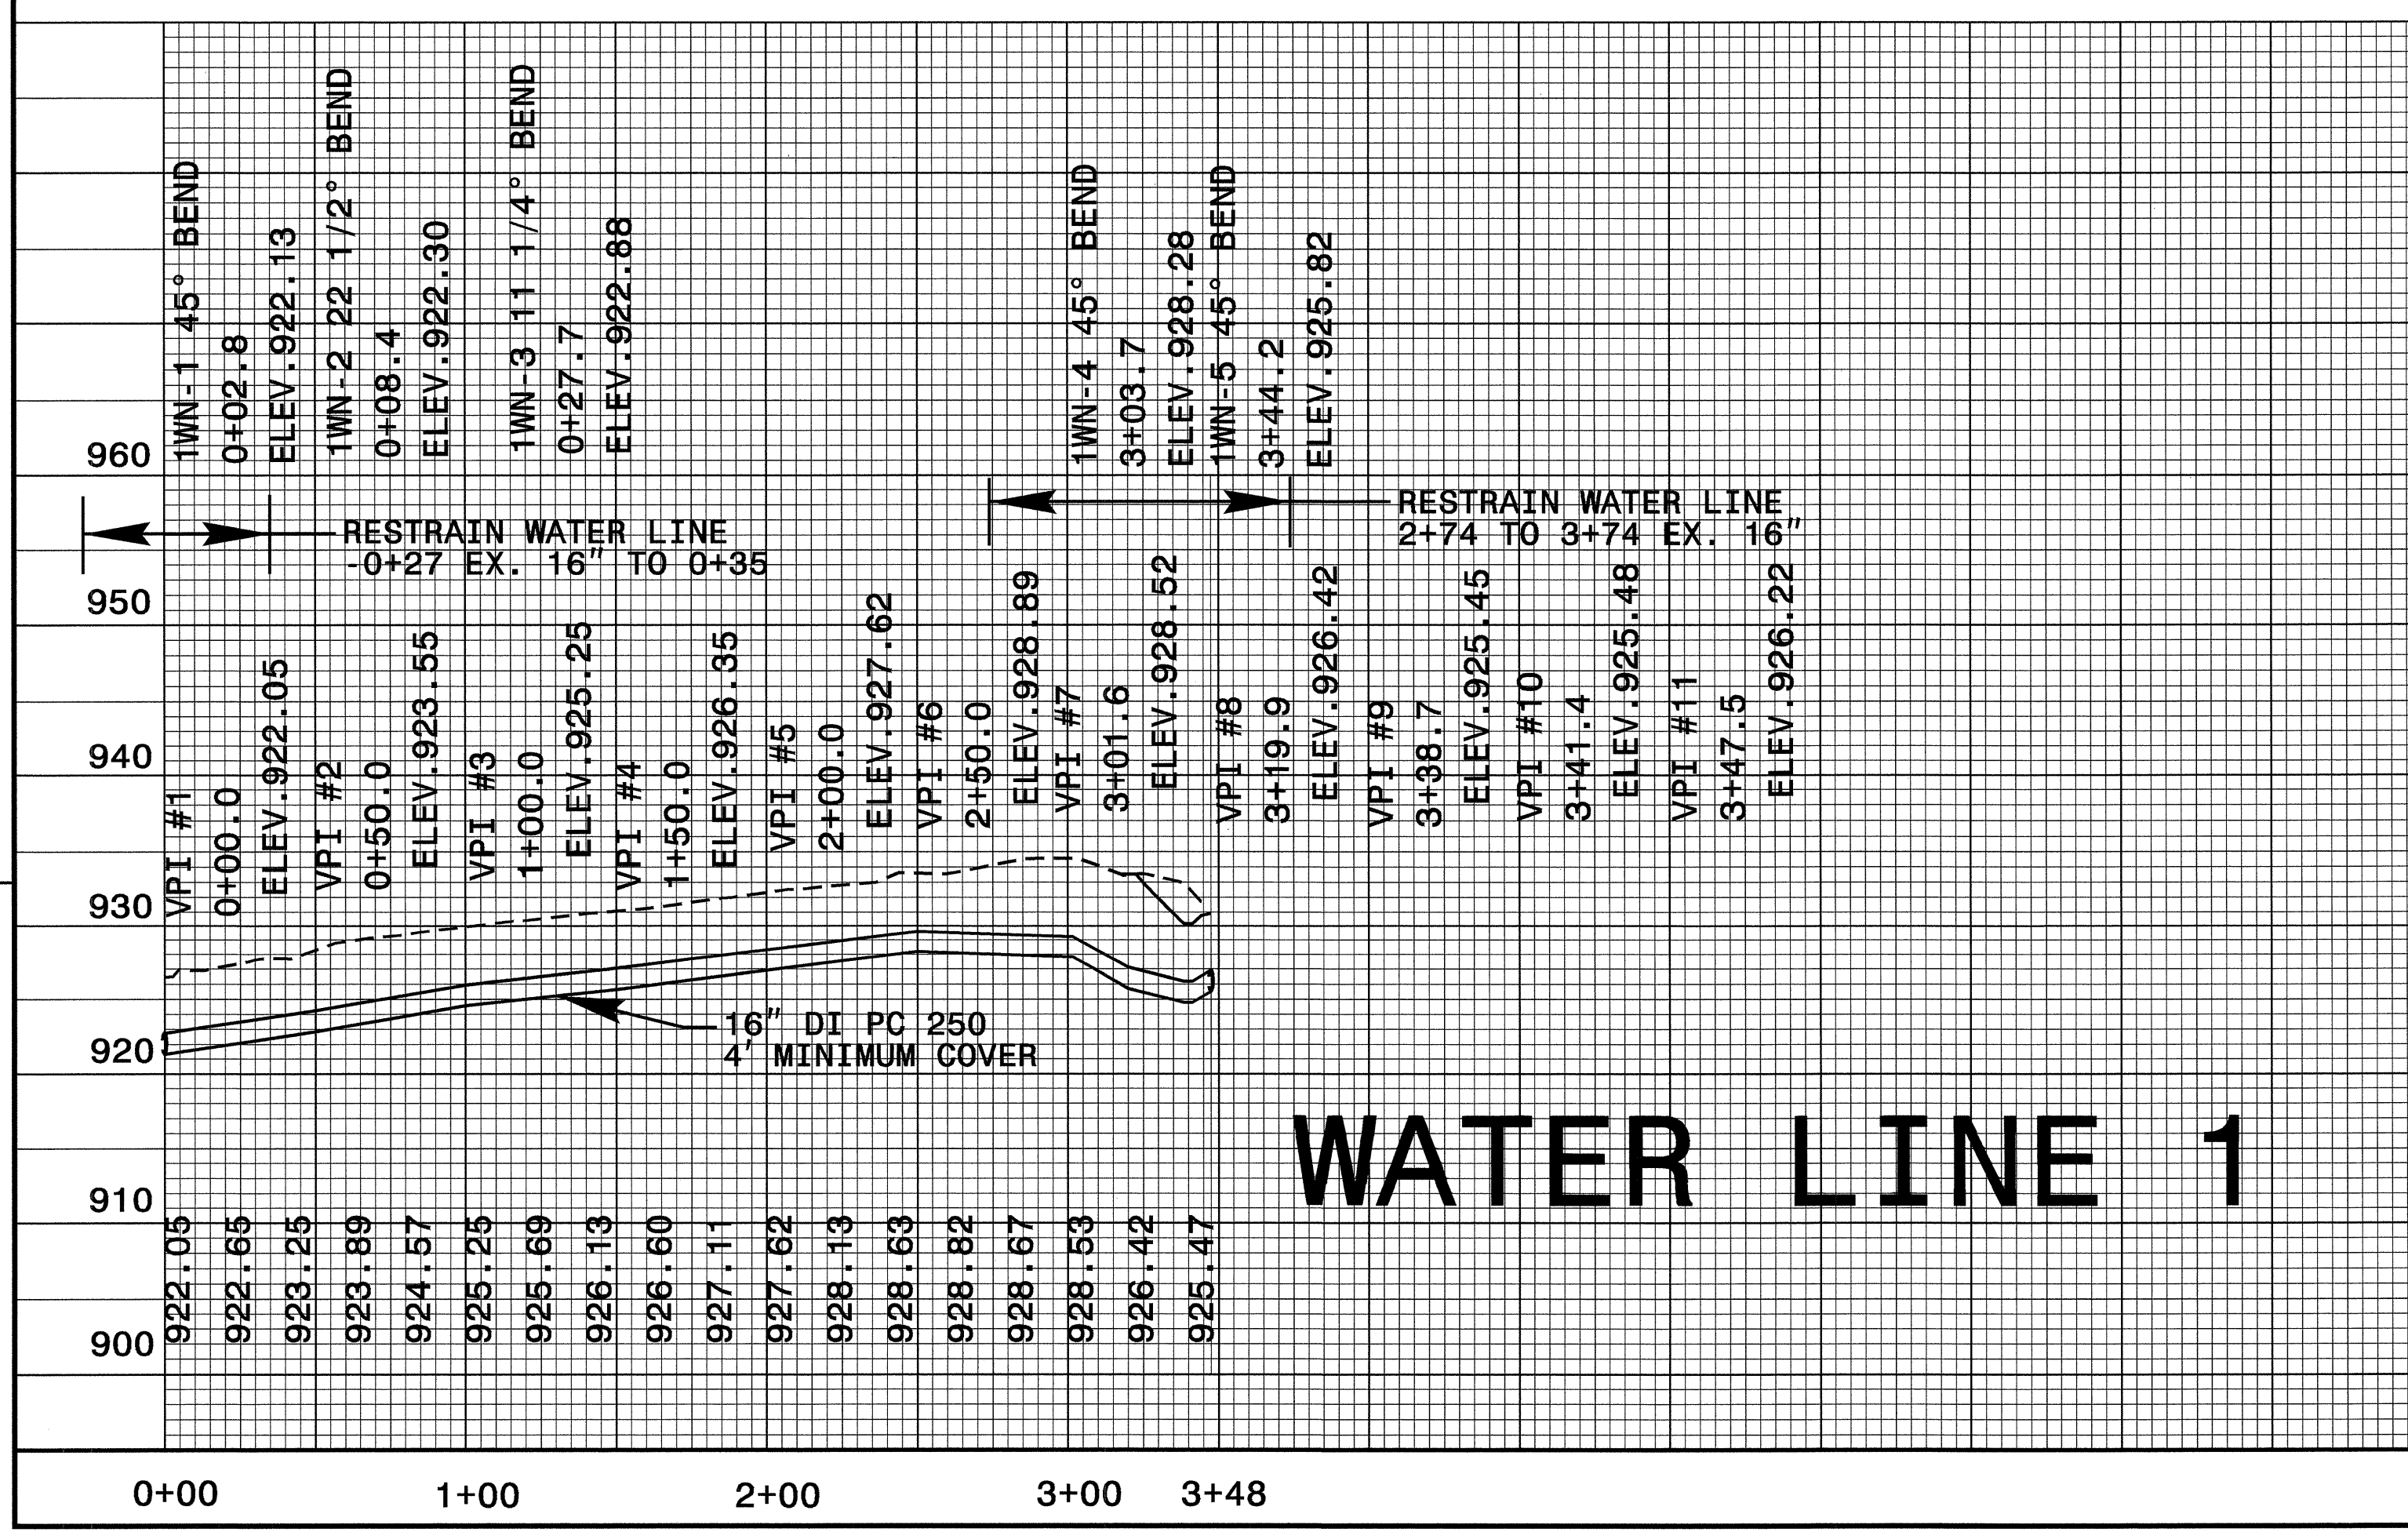 1WN-1 45° BEND
0+02.8
ELEV.922.13
1WN-2 22 1/2° BEND
0+08.4
ELEV.922.30
1WN-3 11 1/4° BEND
0+27.7
ELEV.922.88
1WN-4 45° BEND
3+03.7
ELEV.928.28
1WN-5 45° BEND
3+44.2
ELEV.925.82
960
RESTRAIN WATER LINE
-0+27 EX. 16" TO 0+35
RESTRAIN WATER LINE
2+74 TO 3+74 EX. 16"
950
940
930
920
910
900
VPI #1
0+00.0
ELEV.922.05
VPI #2
0+50.0
ELEV.923.55
VPI #3
1+00.0
ELEV.925.25
VPI #4
1+50.0
ELEV.926.35
VPI #5
2+00.0
ELEV.927.62
VPI #6
2+50.0
ELEV.928.89
VPI #7
3+01.6
ELEV.928.52
VPI #8
3+19.9
ELEV.926.42
VPI #9
3+38.7
ELEV.925.45
VPI #10
3+41.4
ELEV.925.48
VPI #11
3+47.5
ELEV.926.22
16" DI PC 250
4' MINIMUM COVER
WATER LINE 1
922.05
922.65
923.25
923.89
924.57
925.25
925.69
926.13
926.60
927.11
927.62
928.13
928.63
928.82
928.67
928.53
926.42
925.47
0+00
1+00
2+00
3+00
3+48